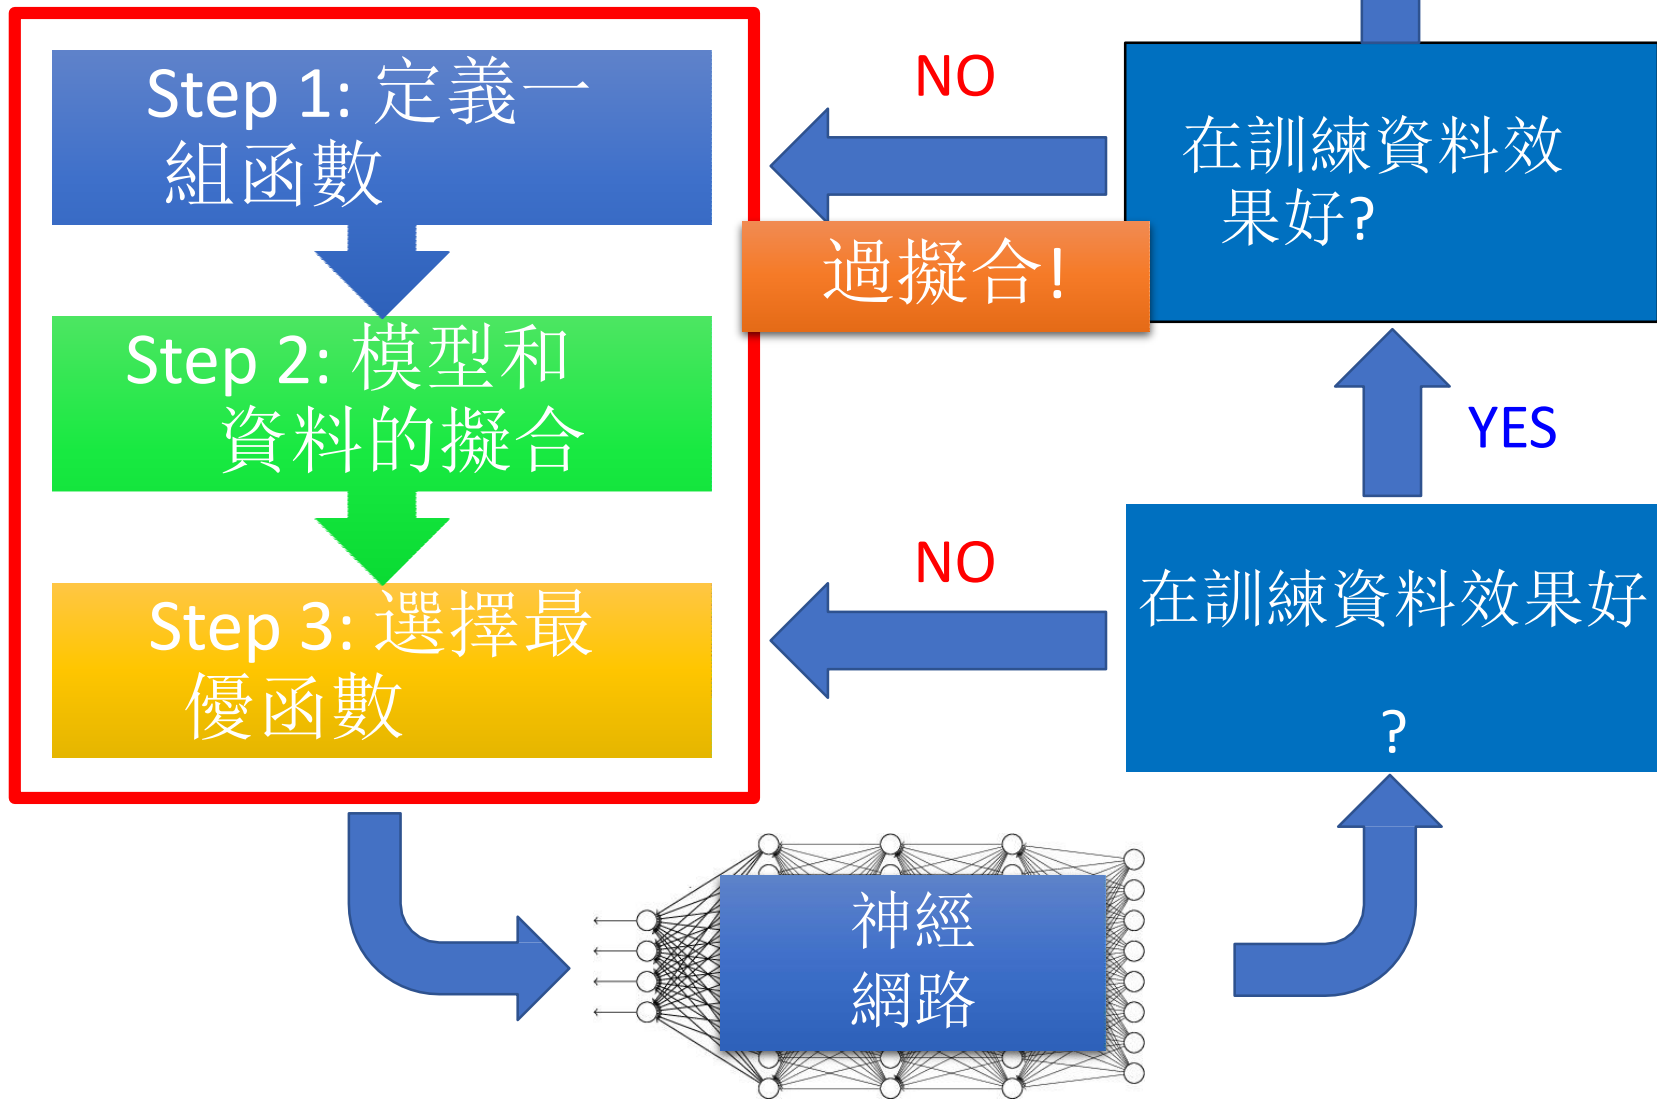 Step 1: 定義一
組函數
Step 2: 模型和
資料的擬合
Step 3: 選擇最
優函數
NO
過擬合!
在訓練資料效
果好?
YES
NO
在訓練資料效果好
?
神經
網路